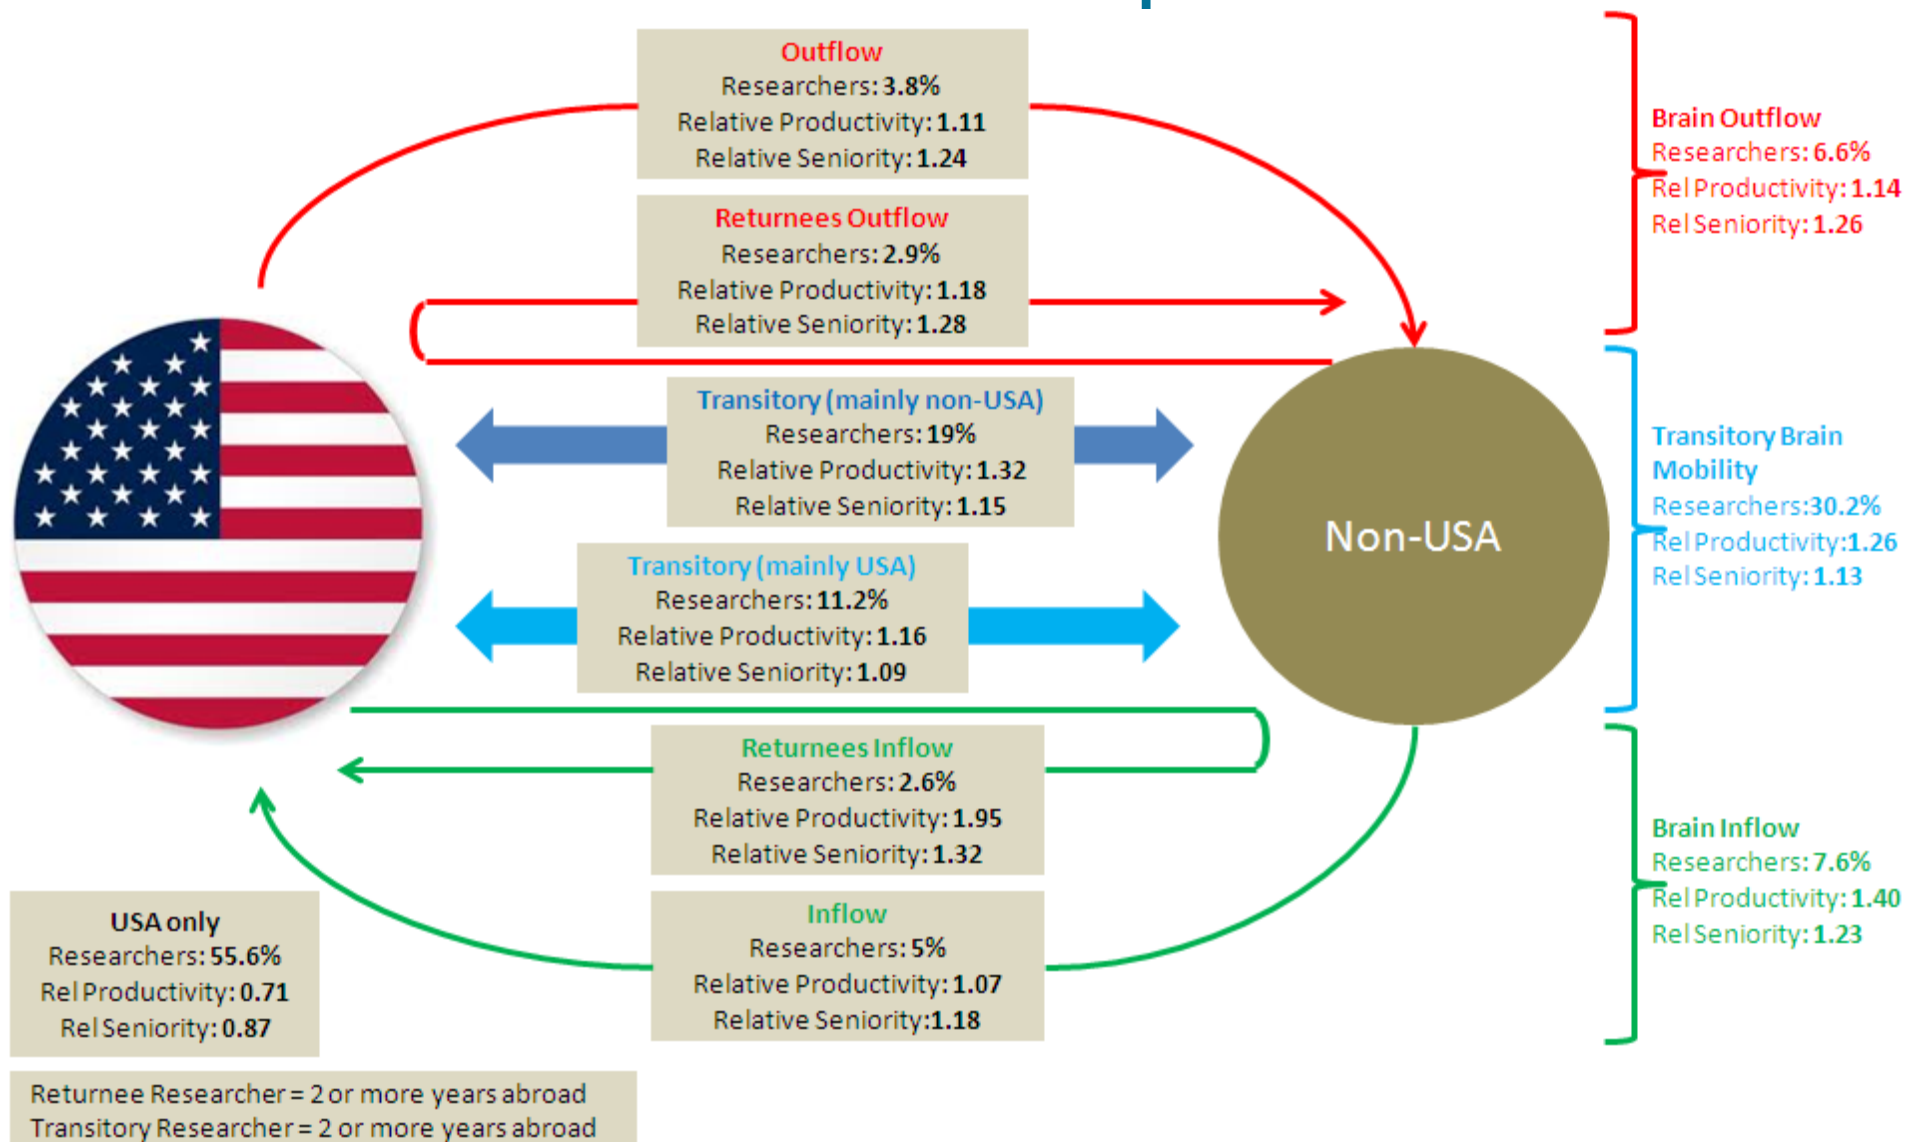 Outflow
Researchers: 3.8%
Relative Productivity: 1.11
Relative Seniority: 1.24
Returnees Outflow
Researchers: 2.9%
Relative Productivity: 1.18
Relative Seniority: 1.28
Transitory (mainly non-USA)
Researchers: 19%
Relative Productivity: 1.32
Relative Seniority: 1.15
Transitory (mainly USA)
Researchers: 11.2%
Relative Productivity: 1.16
Relative Seniority: 1.09
Returnees Inflow
Researchers: 2.6%
Relative Productivity: 1.95
Relative Seniority: 1.32
Inflow
Researchers: 5%
Relative Productivity: 1.07
Relative Seniority:1.18
Non-USA
Brain Outflow
Researchers: 6.6%
Rel Productivity: 1.14
Rel Seniority: 1.26
Transitory Brain
Mobility
Researchers:30.2%
Rel Productivity:1.26
Rel Seniority: 1.13
Brain Inflow
Researchers: 7.6%
Rel Productivity: 1.40
Rel Seniority: 1.23
USA only
Researchers: 55.6%
Rel Productivity: 0.71
Rel Seniority: 0.87
Returnee Researcher = 2 or more years abroad
Transitory Researcher = 2 or more years abroad